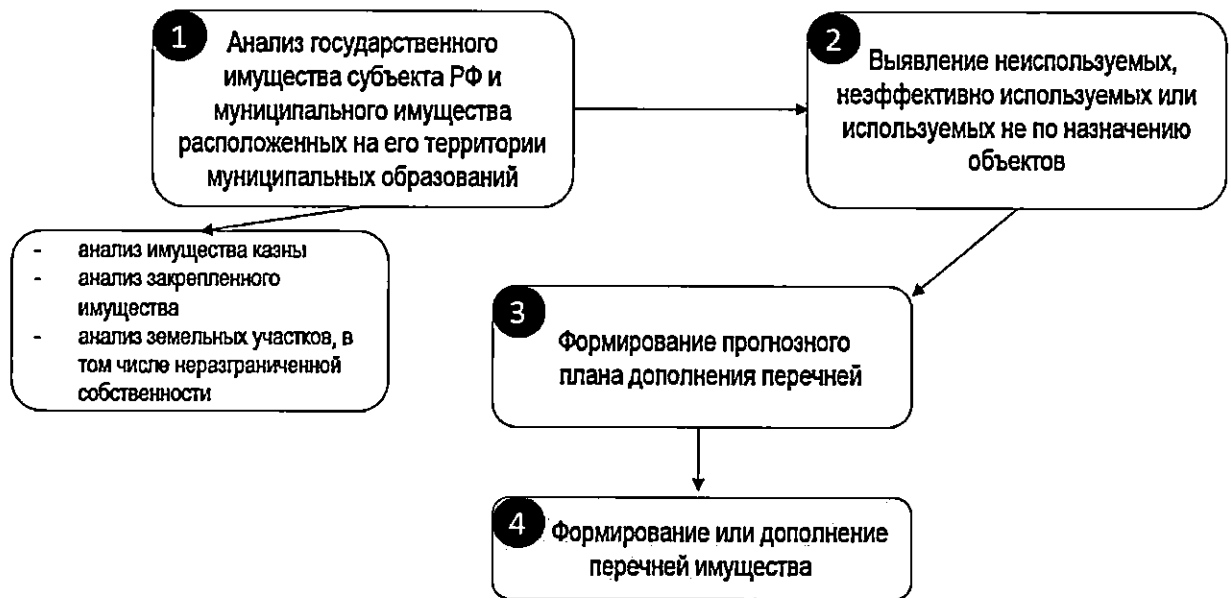 1
Анализ государственного
имущества субъекта РФ и
муниципального имущества
расположенных на его территории
муниципальных образований
2
Выявление неиспользуемых,
неэффективно используемых или
используемых не по назначению
объектов
- анализ имущества казны
- анализ закрепленного
имущества
- анализ земельных участков, в
том числе неразграниченной
собственности
3
Формирование прогнозного
плана дополнения перечней
4
Формирование или дополнение
перечней имущества